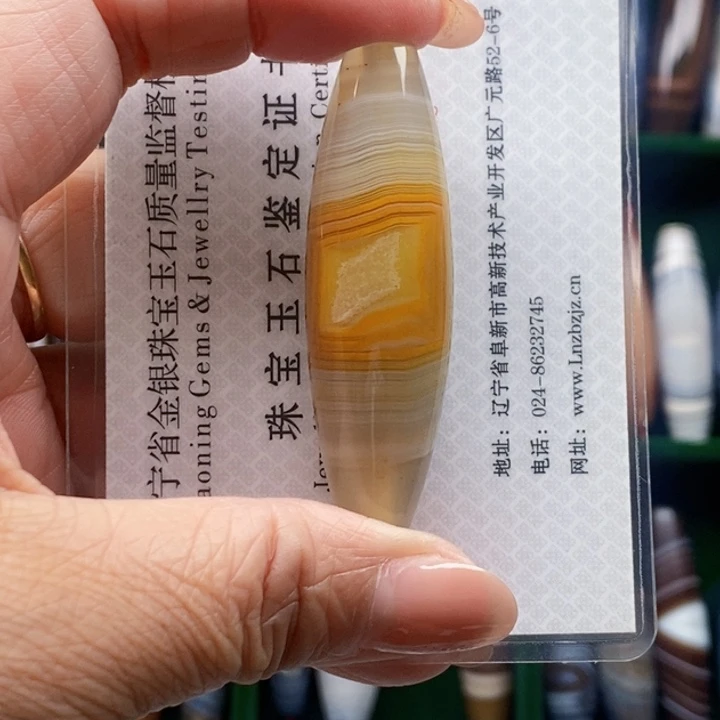 宁省金银珠宝玉石质量监督检
aoning Gems & Jewellry Testin
珠宝玉石鉴定证书
地址：辽宁省阜新市高新技术产业开发区广元路52-6号
电话：024-86232745
网址：www.Lnzbzjz.cn